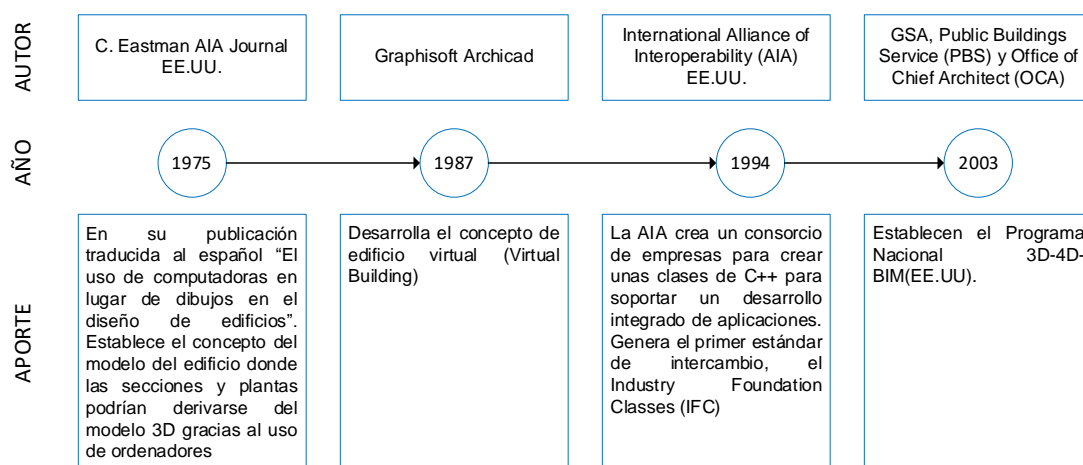 AUTOR
C. Eastman AIA Journal
EE.UU.
Graphisoft Archicad
International Alliance of
Interoperability (AIA)
EE.UU.
GSA, Public Buildings
Service (PBS) y Office of
Chief Architect (OCA)
AÑO
1975
1987
1994
2003
APORTE
En su publicación
traducida al español “El
uso de computadoras en
lugar de dibujos en el
diseño de edificios”.
Establece el concepto del
modelo del edificio donde
las secciones y plantas
podrían derivarse del
modelo 3D gracias al uso
de ordenadores
Desarrolla el concepto de
edificio virtual (Virtual
Building)
La AIA crea un consorcio
de empresas para crear
unas clases de C++ para
soportar un desarrollo
integrado de aplicaciones.
Genera el primer estándar
de intercambio, el
Industry Foundation
Classes (IFC)
Establecen el Programa
Nacional 3D-4D-
BIM(EE.UU).